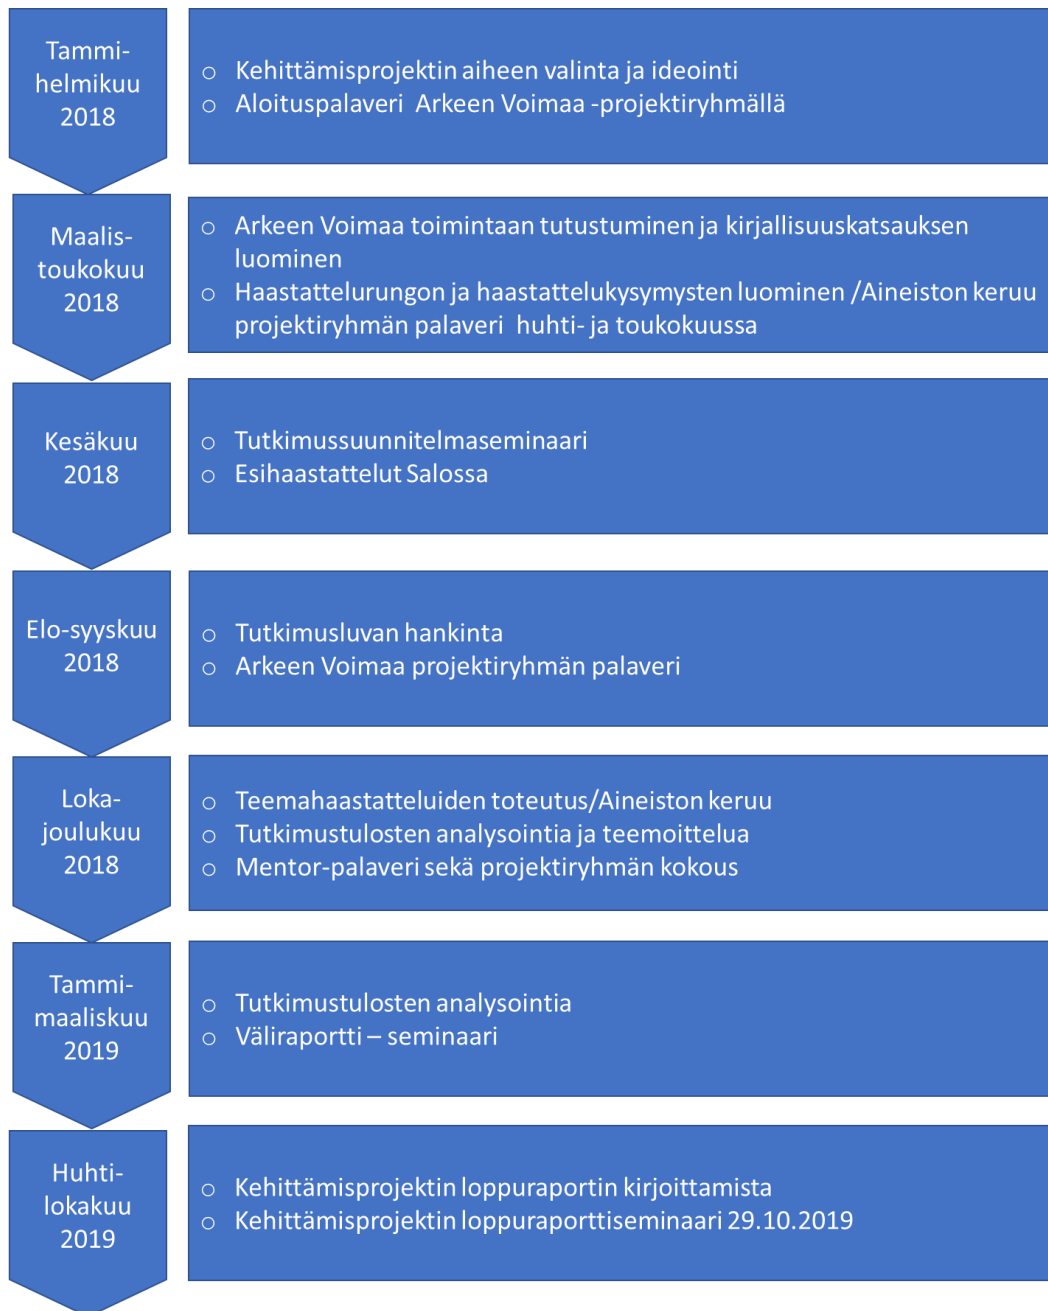 Tammi-
helmikuu
2018
○ Kehittämisprojektin aiheen valinta ja ideointi
○ Aloituspalaveri Arkeen Voimaa -projektiryhmällä
Maalis-
toukokuu
2018
○ Arkeen Voimaa toimintaan tutustuminen ja kirjallisuuskatsauksen
luominen
○ Haastattelurungon ja haastattelukysymysten luominen /Aineiston keruu
projektiryhmän palaveri huhti- ja toukokuussa
Kesäkuu
2018
○ Tutkimussuunnitelmaseminaari
○ Esihaastattelut Salossa
Elo-syyskuu
2018
○ Tutkimusluvan hankinta
○ Arkeen Voimaa projektiryhmän palaveri
Loka-
joulukuu
2018
○ Teemahaastatteluiden toteutus/Aineiston keruu
○ Tutkimustulosten analysointia ja teemoittelua
○ Mentor-palaveri sekä projektiryhmän kokous
Tammi-
maaliskuu
2019
○ Tutkimustulosten analysointia
○ Väliraportti – seminaari
Huhti-
lokakuu
2019
○ Kehittämisprojektin loppuraportin kirjoittamista
○ Kehittämisprojektin loppuraporttiseminaari 29.10.2019